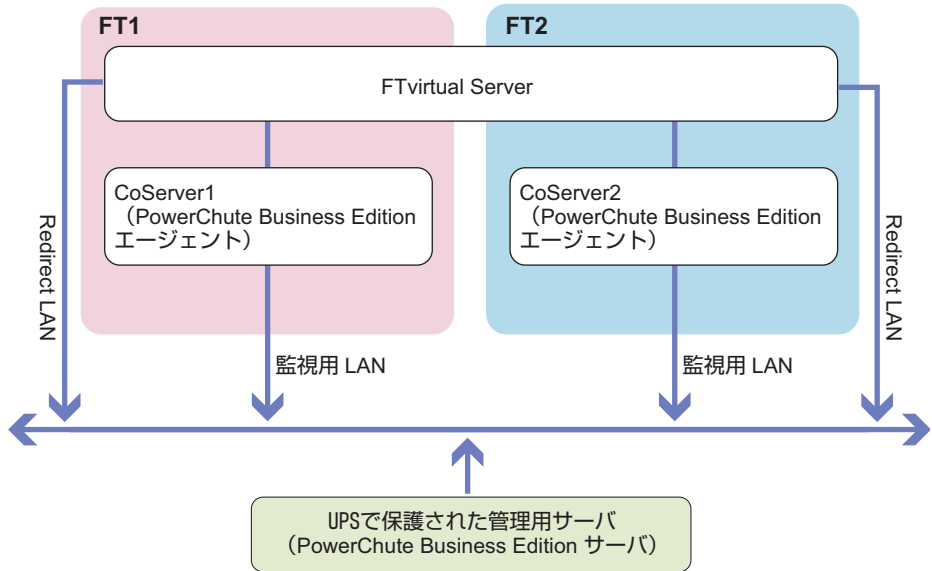 FT1
FT2
FTvirtual Server
CoServer1
（PowerChute Business Edition
エージェント）
CoServer2
（PowerChute Business Edition
エージェント）
Redirect LAN
Redirect LAN
監視用 LAN
監視用 LAN
UPSで保護された管理用サーバ
（PowerChute Business Edition サーバ）